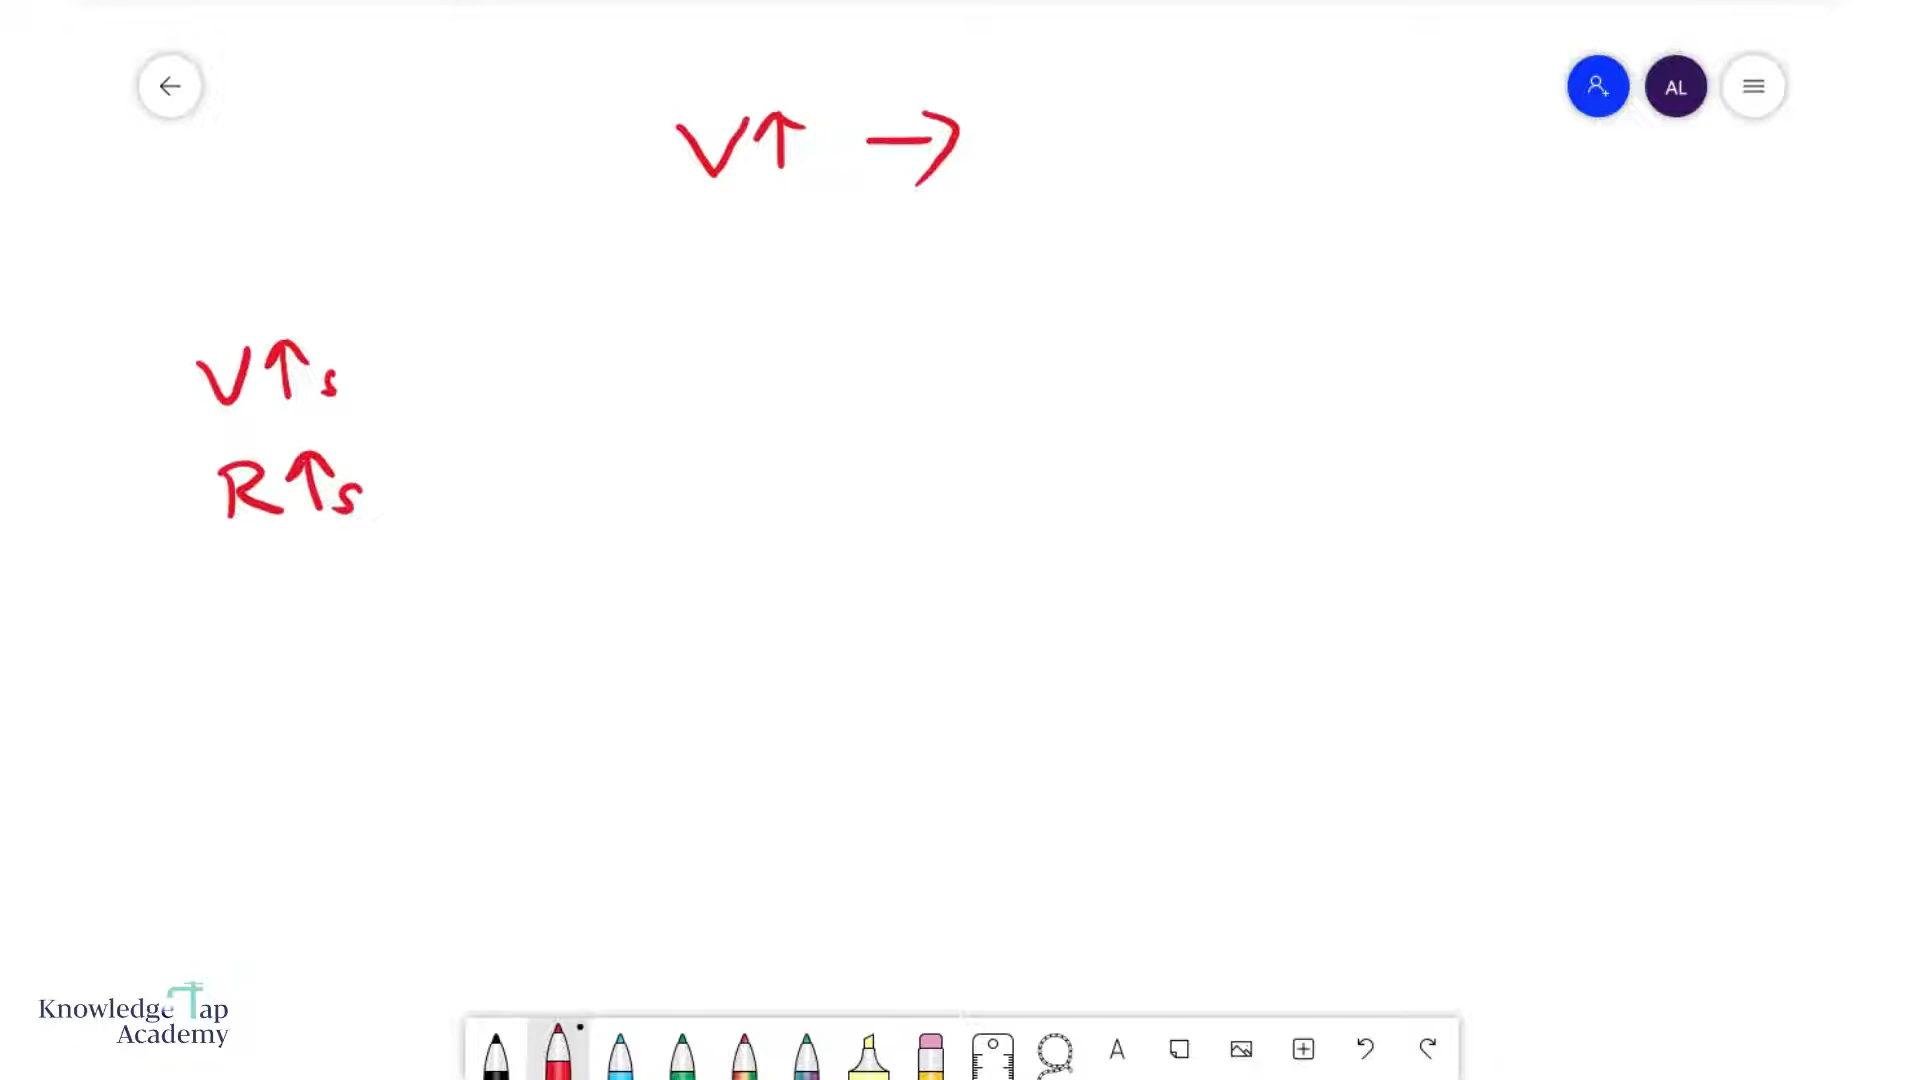 V↑ →
AL
V↑s
R↑s
Knowledge Tap
Academy
A